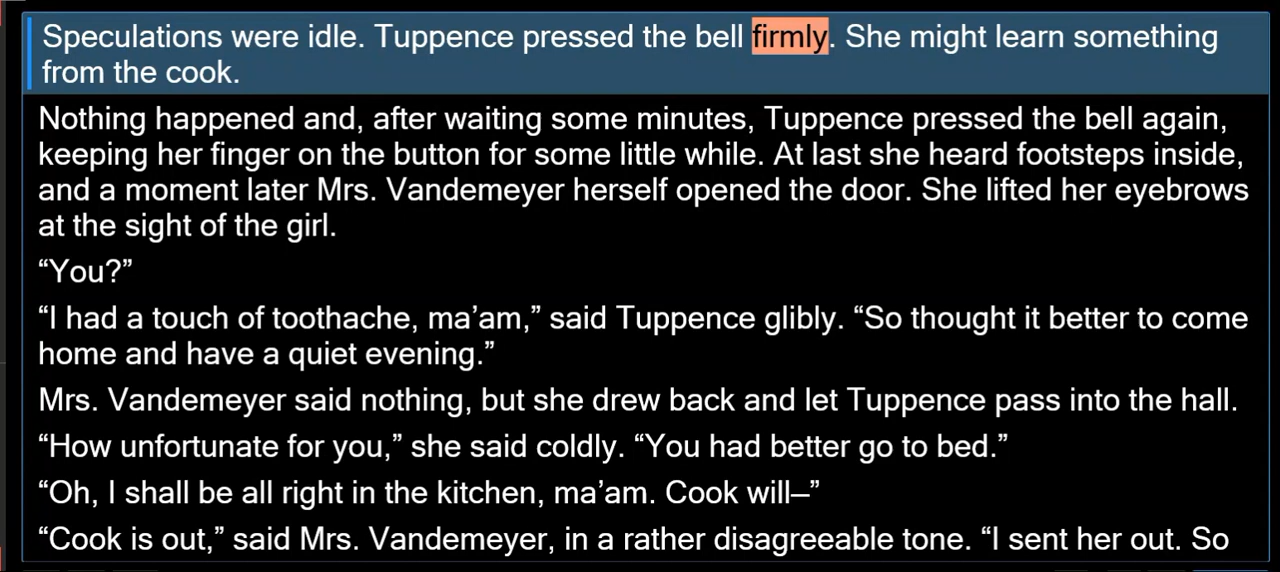 Speculations were idle. Tuppence pressed the bell firmly. She might learn something
from the cook.
Nothing happened and, after waiting some minutes, Tuppence pressed the bell again,
keeping her finger on the button for some little while. At last she heard footsteps inside,
and a moment later Mrs. Vandemeyer herself opened the door. She lifted her eyebrows
at the sight of the girl.
“You?”
“I had a touch of toothache, ma’am,” said Tuppence glibly. “So thought it better to come
home and have a quiet evening.”
Mrs. Vandemeyer said nothing, but she drew back and let Tuppence pass into the hall.
“How unfortunate for you,” she said coldly. “You had better go to bed.”
“Oh, I shall be all right in the kitchen, ma’am. Cook will—”
“Cook is out,” said Mrs. Vandemeyer, in a rather disagreeable tone. “I sent her out. So